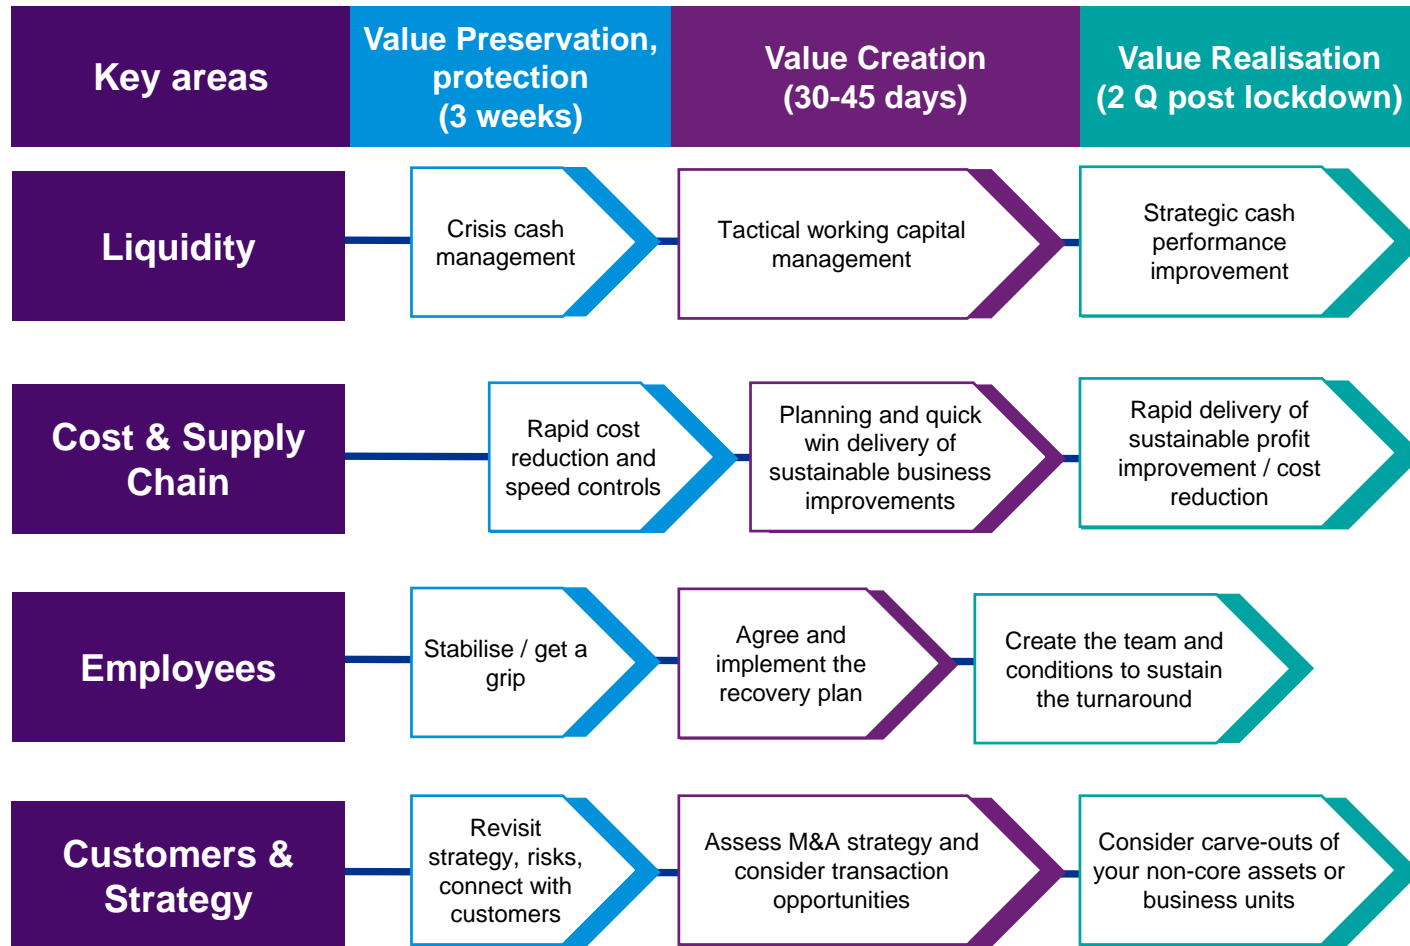 Key areas
Value Preservation,
protection
(3 weeks)
Value Creation
(30-45 days)
Value Realisation
(2 Q post lockdown)
Liquidity
Crisis cash
management
Tactical working capital
management
Strategic cash
performance
improvement
Cost & Supply
Chain
Rapid cost
reduction and
speed controls
Planning and quick
win delivery of
sustainable business
improvements
Rapid delivery of
sustainable profit
improvement / cost
reduction
Employees
Stabilise / get a
grip
Agree and
implement the
recovery plan
Create the team and
conditions to sustain
the turnaround
Customers &
Strategy
Revisit
strategy, risks,
connect with
customers
Assess M&A strategy and
consider transaction
opportunities
Consider carve-outs of
your non-core assets or
business units